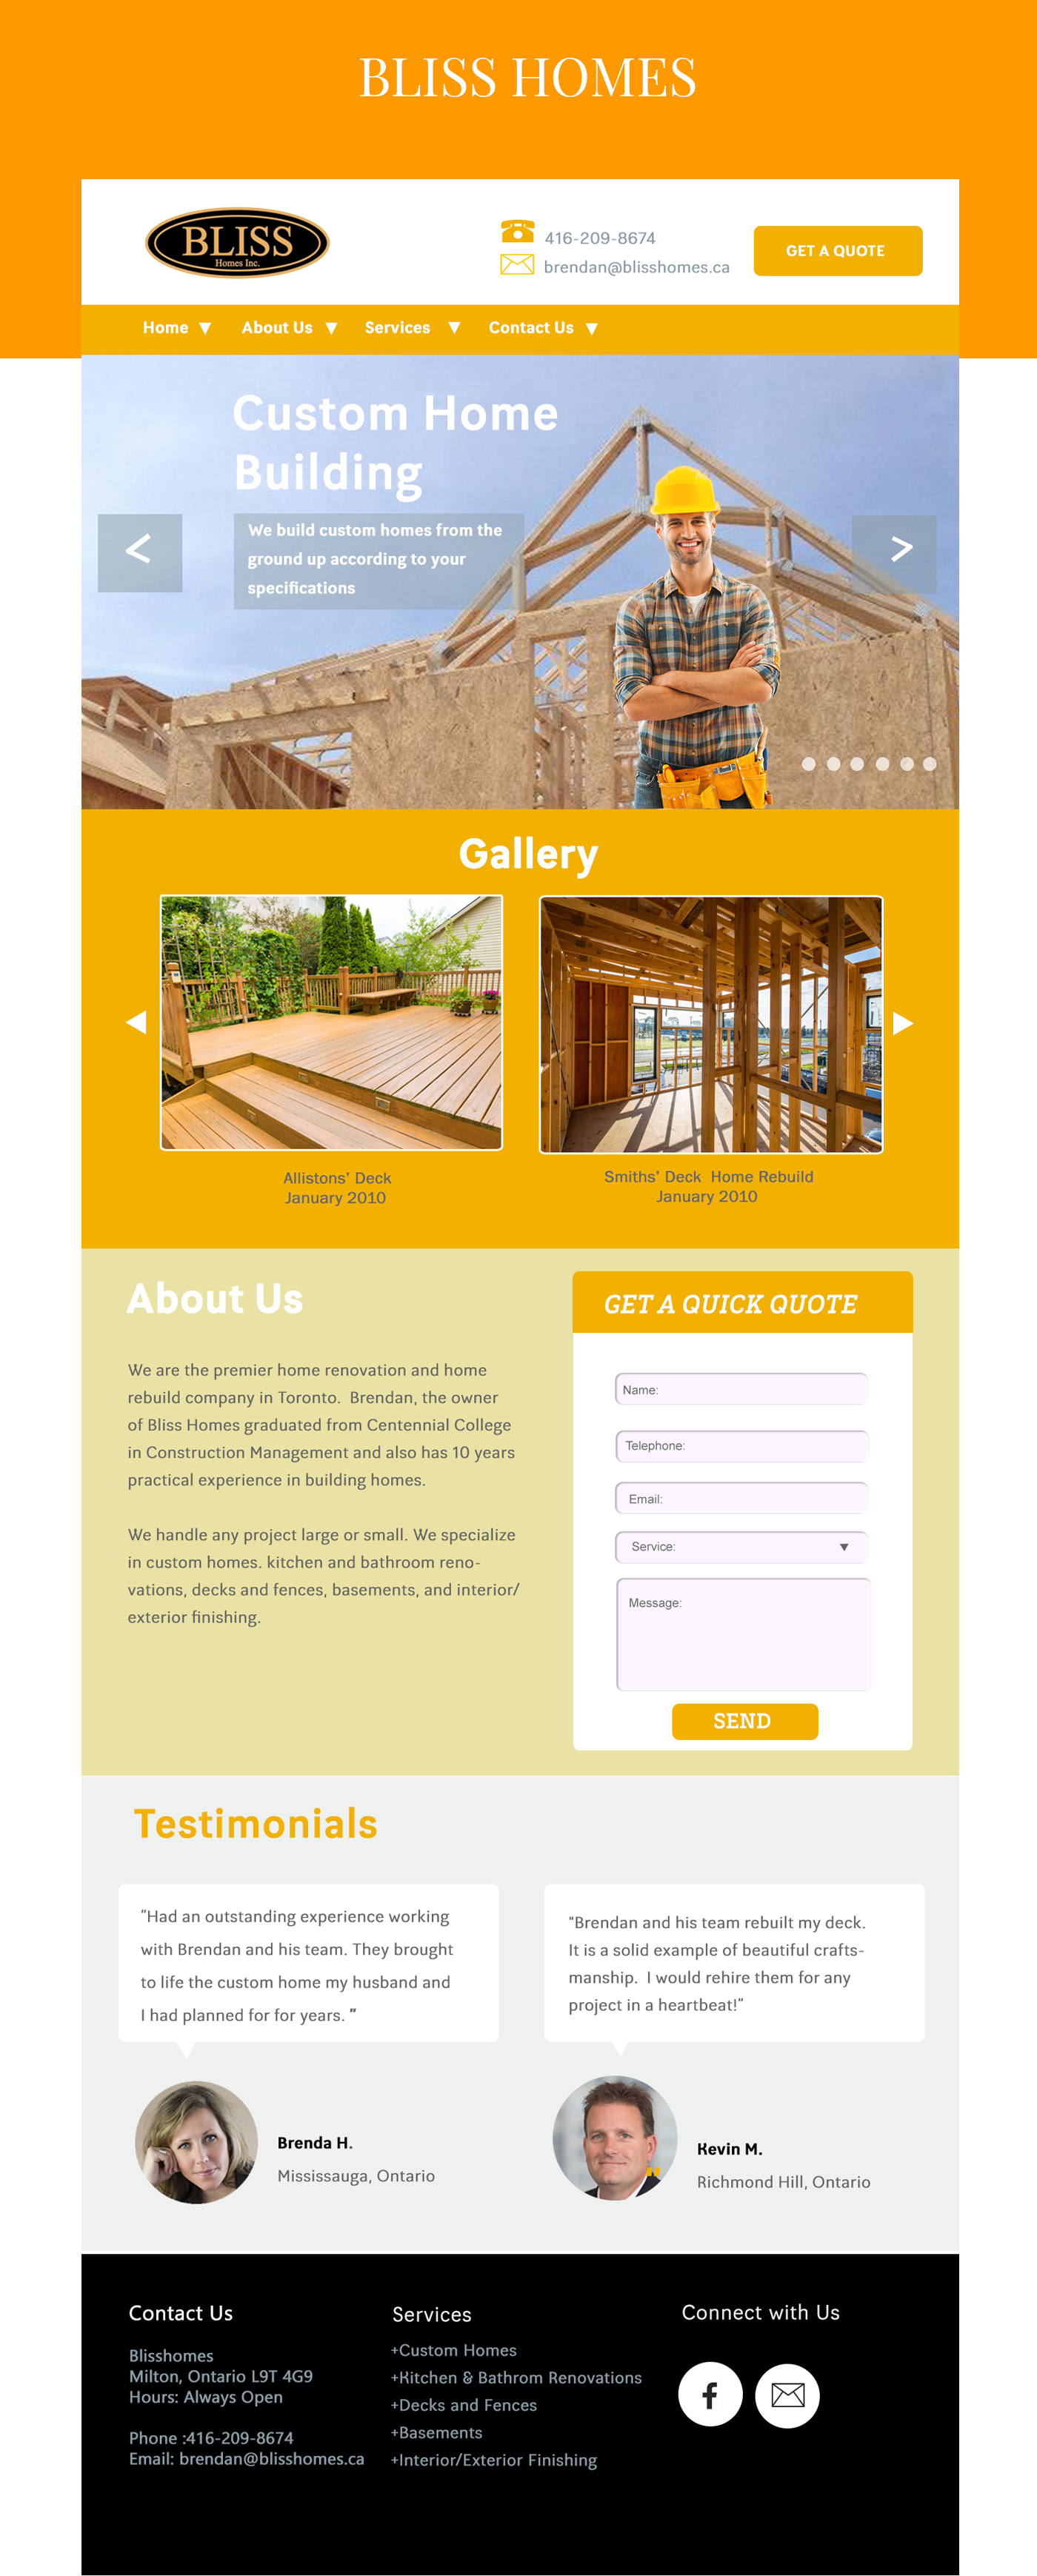 BLISS HOMES
BLISS
Homes Inc.
416-209-8674
brendan@blisshomes.ca
GET A QUOTE
Home ▼ About Us ▼ Services ▼ Contact Us ▼
Custom Home
Building
We build custom homes from the
ground up according to your
specifications
<
>
Gallery
Allistons’ Deck
January 2010
Smiths’ Deck  Home Rebuild
January 2010
About Us
We are the premier home renovation and home
rebuild company in Toronto.  Brendan, the owner
of Bliss Homes graduated from Centennial College
in Construction Management and also has 10 years
practical experience in building homes.
We handle any project large or small. We specialize
in custom homes. kitchen and bathroom reno-
vations, decks and fences, basements, and interior/
exterior finishing.
GET A QUICK QUOTE
Name:
Telephone:
Email:
Service: ▼
Message:
SEND
Testimonials
"Had an outstanding experience working
with Brendan and his team. They brought
to life the custom home my husband and
I had planned for for years. "
Brenda H.
Mississauga, Ontario
"Brendan and his team rebuilt my deck.
It is a solid example of beautiful crafts-
manship.  I would rehire them for any
project in a heartbeat!"
Kevin M.
Richmond Hill, Ontario
Contact Us
Blisshomes
Milton, Ontario L9T 4G9
Hours: Always Open
Phone :416-209-8674
Email: brendan@blisshomes.ca
Services
+Custom Homes
+Kitchen & Bathrom Renovations
+Decks and Fences
+Basements
+Interior/Exterior Finishing
Connect with Us
f